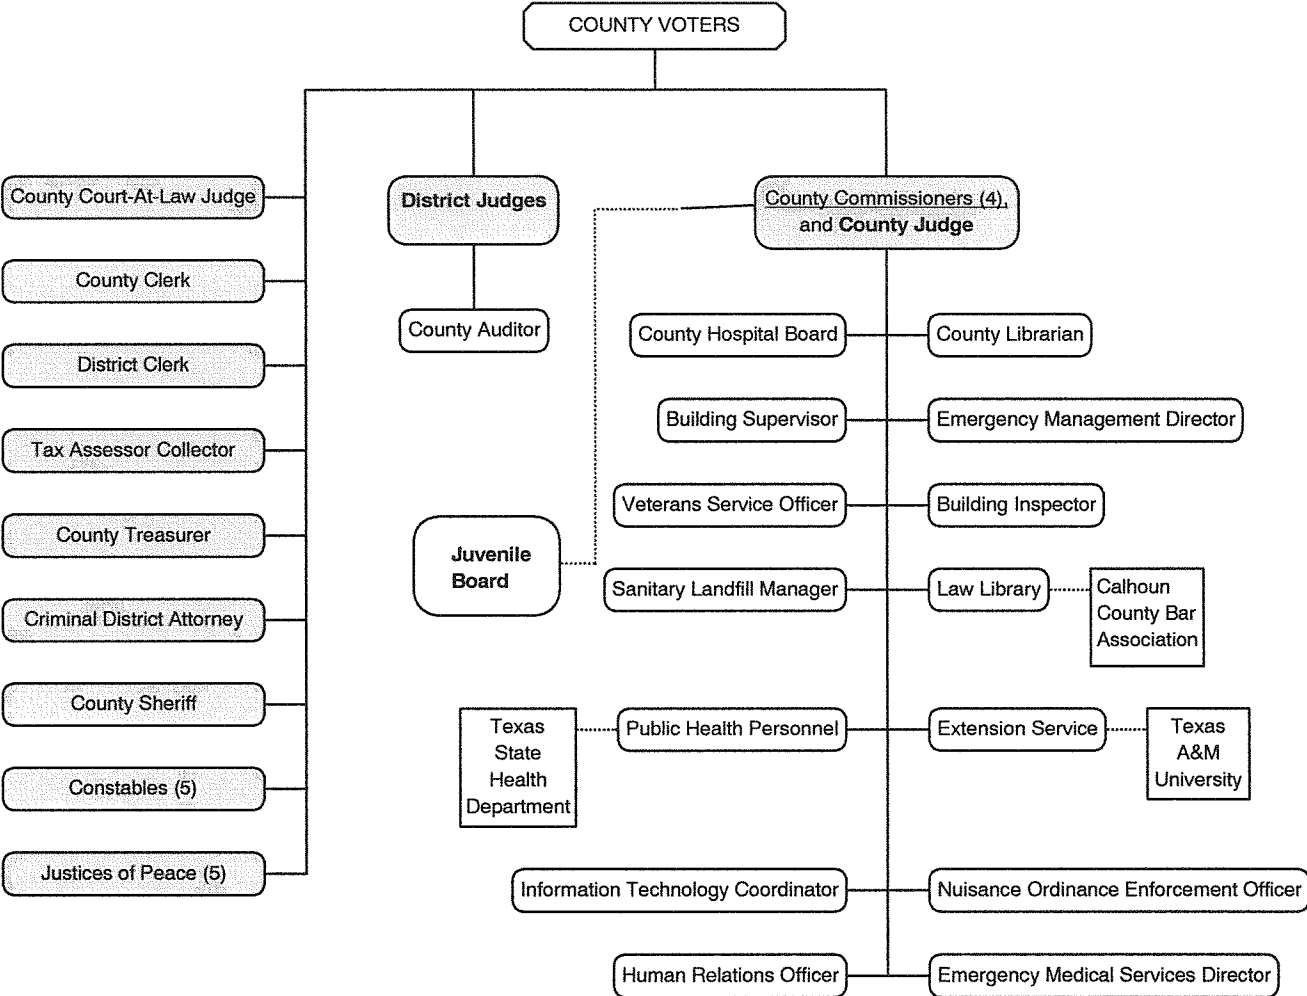 COUNTY VOTERS
County Court-At-Law Judge
County Clerk
District Clerk
Tax Assessor Collector
County Treasurer
Criminal District Attorney
County Sheriff
Constables (5)
Justices of Peace (5)
District Judges
County Auditor
Juvenile
Board
County Commissioners (4),
and County Judge
County Hospital Board
County Librarian
Building Supervisor
Emergency Management Director
Veterans Service Officer
Building Inspector
Sanitary Landfill Manager
Law Library
Calhoun
County Bar
Association
Texas
State
Health
Department
Public Health Personnel
Extension Service
Texas
A&M
University
Information Technology Coordinator
Nuisance Ordinance Enforcement Officer
Human Relations Officer
Emergency Medical Services Director